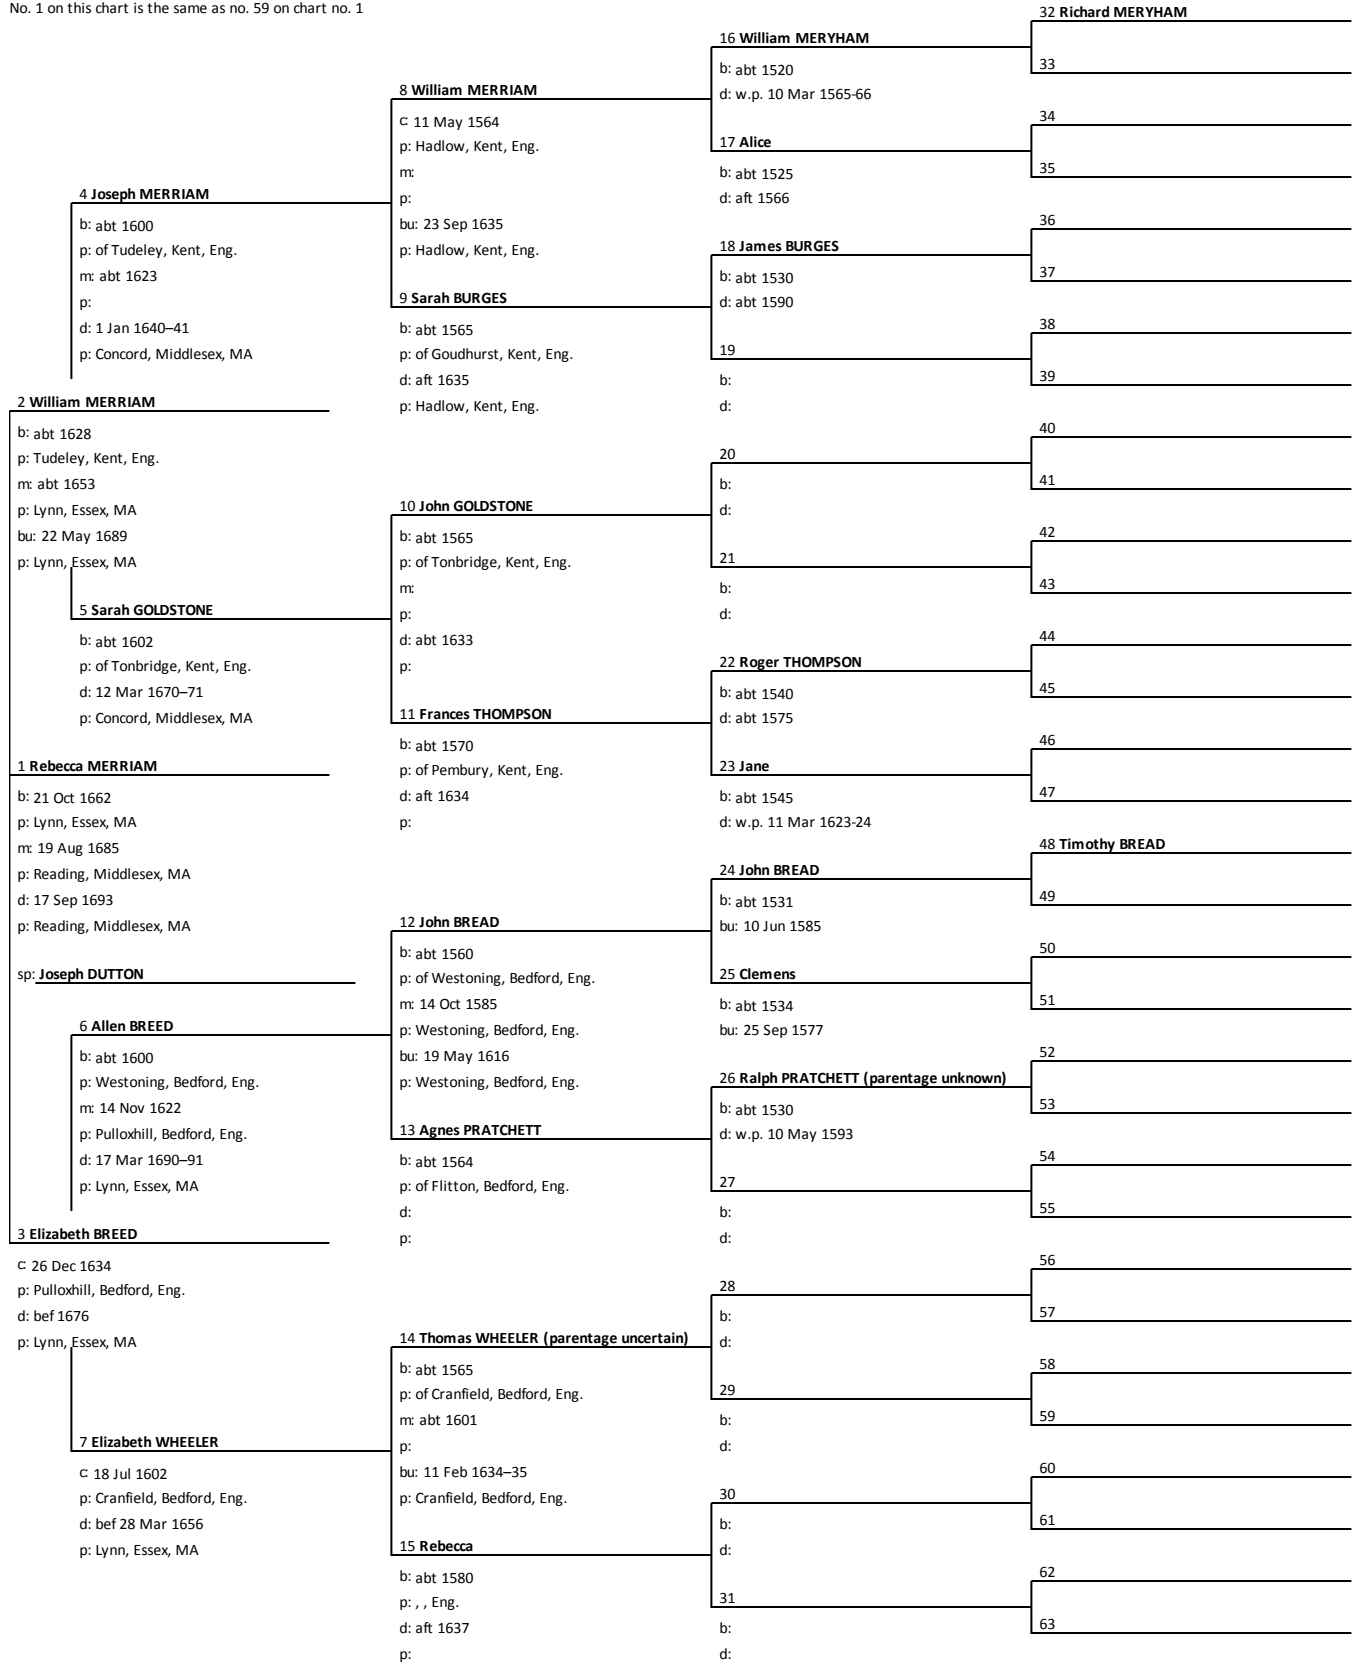 No. 1 on this chart is the same as no. 59 on chart no. 1
4 Joseph MERRIAM
b: abt 1600
p: of Tudeley, Kent, Eng.
m: abt 1623
p:
d: 1 Jan 1640–41
p: Concord, Middlesex, MA
2 William MERRIAM
b: abt 1628
p: Tudeley, Kent, Eng.
m: abt 1653
p: Lynn, Essex, MA
bu: 22 May 1689
p: Lynn, Essex, MA
5 Sarah GOLDSTONE
b: abt 1602
p: of Tonbridge, Kent, Eng.
d: 12 Mar 1670–71
p: Concord, Middlesex, MA
1 Rebecca MERRIAM
b: 21 Oct 1662
p: Lynn, Essex, MA
m: 19 Aug 1685
p: Reading, Middlesex, MA
d: 17 Sep 1693
p: Reading, Middlesex, MA
sp: Joseph DUTTON
6 Allen BREED
b: abt 1600
p: Westoning, Bedford, Eng.
m: 14 Nov 1622
p: Pulloxhill, Bedford, Eng.
d: 17 Mar 1690–91
p: Lynn, Essex, MA
3 Elizabeth BREED
c: 26 Dec 1634
p: Pulloxhill, Bedford, Eng.
d: bef 1676
p: Lynn, Essex, MA
7 Elizabeth WHEELER
c: 18 Jul 1602
p: Cranfield, Bedford, Eng.
d: bef 28 Mar 1656
p: Lynn, Essex, MA
8 William MERRIAM
c: 11 May 1564
p: Hadlow, Kent, Eng.
m:
p:
bu: 23 Sep 1635
p: Hadlow, Kent, Eng.
9 Sarah BURGES
b: abt 1565
p: of Goudhurst, Kent, Eng.
d: aft 1635
p: Hadlow, Kent, Eng.
10 John GOLDSTONE
b: abt 1565
p: of Tonbridge, Kent, Eng.
m:
p:
d: abt 1633
p:
11 Frances THOMPSON
b: abt 1570
p: of Pembury, Kent, Eng.
d: aft 1634
p:
12 John BREAD
b: abt 1560
p: of Westoning, Bedford, Eng.
m: 14 Oct 1585
p: Westoning, Bedford, Eng.
bu: 19 May 1616
p: Westoning, Bedford, Eng.
13 Agnes PRATCHETT
b: abt 1564
p: of Flitton, Bedford, Eng.
d:
p:
14 Thomas WHEELER (parentage uncertain)
b: abt 1565
p: of Cranfield, Bedford, Eng.
m: abt 1601
p:
bu: 11 Feb 1634–35
p: Cranfield, Bedford, Eng.
15 Rebecca
b: abt 1580
p: , , Eng.
d: aft 1637
p:
16 William MERYHAM
b: abt 1520
d: w.p. 10 Mar 1565-66
17 Alice
b: abt 1525
d: aft 1566
18 James BURGES
b: abt 1530
d: abt 1590
19
b:
d:
20
b:
d:
21
b:
d:
22 Roger THOMPSON
b: abt 1540
d: abt 1575
23 Jane
b: abt 1545
d: w.p. 11 Mar 1623-24
24 John BREAD
b: abt 1531
bu: 10 Jun 1585
25 Clemens
b: abt 1534
bu: 25 Sep 1577
26 Ralph PRATCHETT (parentage unknown)
b: abt 1530
d: w.p. 10 May 1593
27
b:
d:
28
b:
d:
29
b:
d:
30
b:
d:
31
b:
d:
32 Richard MERYHAM
33
34
35
36
37
38
39
40
41
42
43
44
45
46
47
48 Timothy BREAD
49
50
51
52
53
54
55
56
57
58
59
60
61
62
63